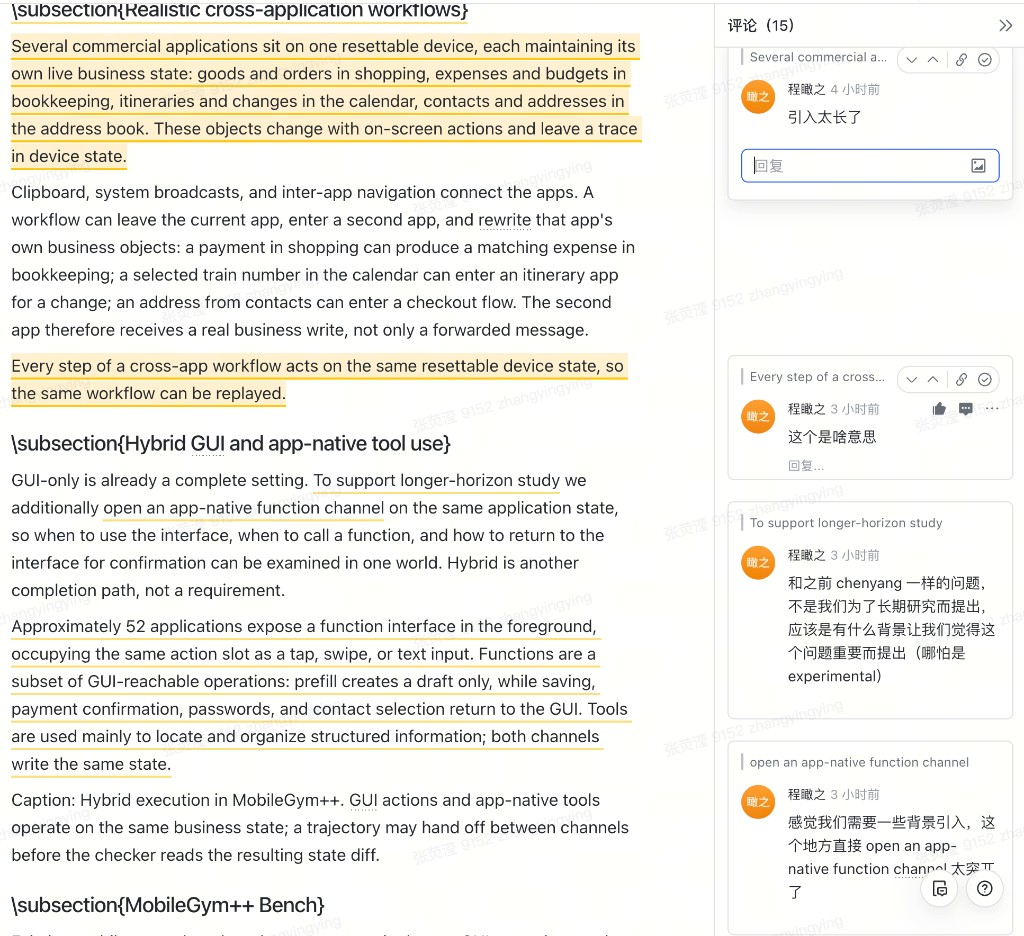 \subsection{Realistic cross-application workflows}
Several commercial applications sit on one resettable device, each maintaining its
own live business state: goods and orders in shopping, expenses and budgets in
bookkeeping, itineraries and changes in the calendar, contacts and addresses in
the address book. These objects change with on-screen actions and leave a trace
in device state.
Clipboard, system broadcasts, and inter-app navigation connect the apps. A
workflow can leave the current app, enter a second app, and rewrite that app's
own business objects: a payment in shopping can produce a matching expense in
bookkeeping; a selected train number in the calendar can enter an itinerary app
for a change; an address from contacts can enter a checkout flow. The second
app therefore receives a real business write, not only a forwarded message.
Every step of a cross-app workflow acts on the same resettable device state, so
the same workflow can be replayed.
\subsection{Hybrid GUI and app-native tool use}
GUI-only is already a complete setting. To support longer-horizon study we
additionally open an app-native function channel on the same application state,
so when to use the interface, when to call a function, and how to return to the
interface for confirmation can be examined in one world. Hybrid is another
completion path, not a requirement.
Approximately 52 applications expose a function interface in the foreground,
occupying the same action slot as a tap, swipe, or text input. Functions are a
subset of GUI-reachable operations: prefill creates a draft only, while saving,
payment confirmation, passwords, and contact selection return to the GUI. Tools
are used mainly to locate and organize structured information; both channels
write the same state.
Caption: Hybrid execution in MobileGym++. GUI actions and app-native tools
operate on the same business state; a trajectory may hand off between channels
before the checker reads the resulting state diff.
\subsection{MobileGym++ Bench}
评论（15）
Several commercial a...
瞰之
程瞰之 4 小时前
引入太长了
回复
Every step of a cross...
瞰之
程瞰之 3 小时前
这个是啥意思
回复...
To support longer-horizon study
瞰之
程瞰之 3 小时前
和之前 chenyang 一样的问题，
不是我们为了长期研究而提出，
应该是有什么背景让我们觉得这
个问题重要而提出（哪怕是
experimental）
open an app-native function channel
瞰之
程瞰之 3 小时前
感觉我们需要一些背景引入，这
个地方直接 open an app-
native function channel 太突兀
了
张荧滢 9152 zhangyingying